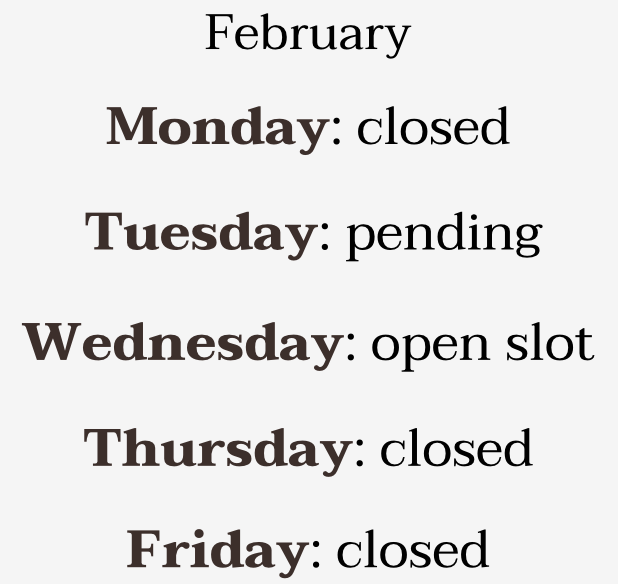 February
Monday: closed
Tuesday: pending
Wednesday: open slot
Thursday: closed
Friday: closed